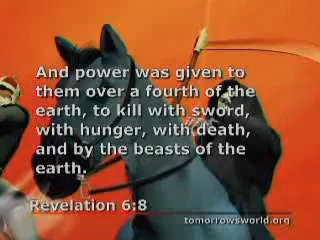 And power was given to
them over a fourth of the
earth, to kill with sword,
with hunger, with death,
and by the beasts of the
earth.
Revelation 6:8
tomorrowsworld.org